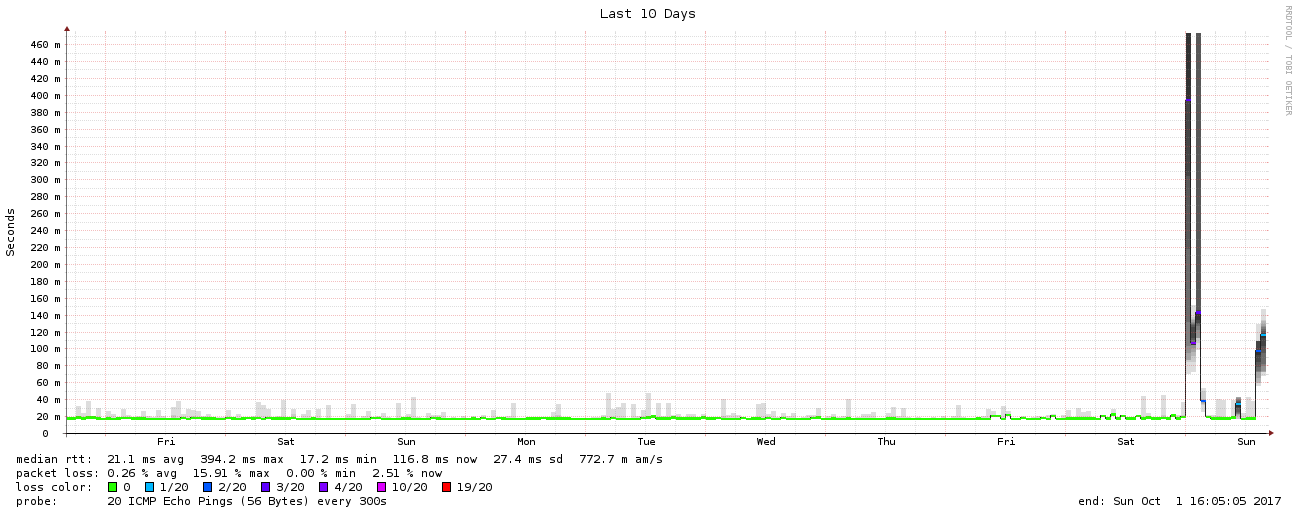 Last 10 Days
RRDTOOL / TOBI OETIKER
Seconds
460 m
440 m
420 m
400 m
380 m
360 m
340 m
320 m
300 m
280 m
260 m
240 m
220 m
200 m
180 m
160 m
140 m
120 m
100 m
80 m
60 m
40 m
20 m
0
Fri Sat Sun Mon Tue Wed Thu Fri Sat Sun
median rtt: 21.1 ms avg 394.2 ms max 17.2 ms min 116.8 ms now 27.4 ms sd 772.7 m am/s
packet loss: 0.26 % avg 15.91 % max 0.00 % min 2.51 % now
loss color: 0 1/20 2/20 3/20 4/20 10/20 19/20
probe: 20 ICMP Echo Pings (56 Bytes) every 300s end: Sun Oct 1 16:05:05 2017